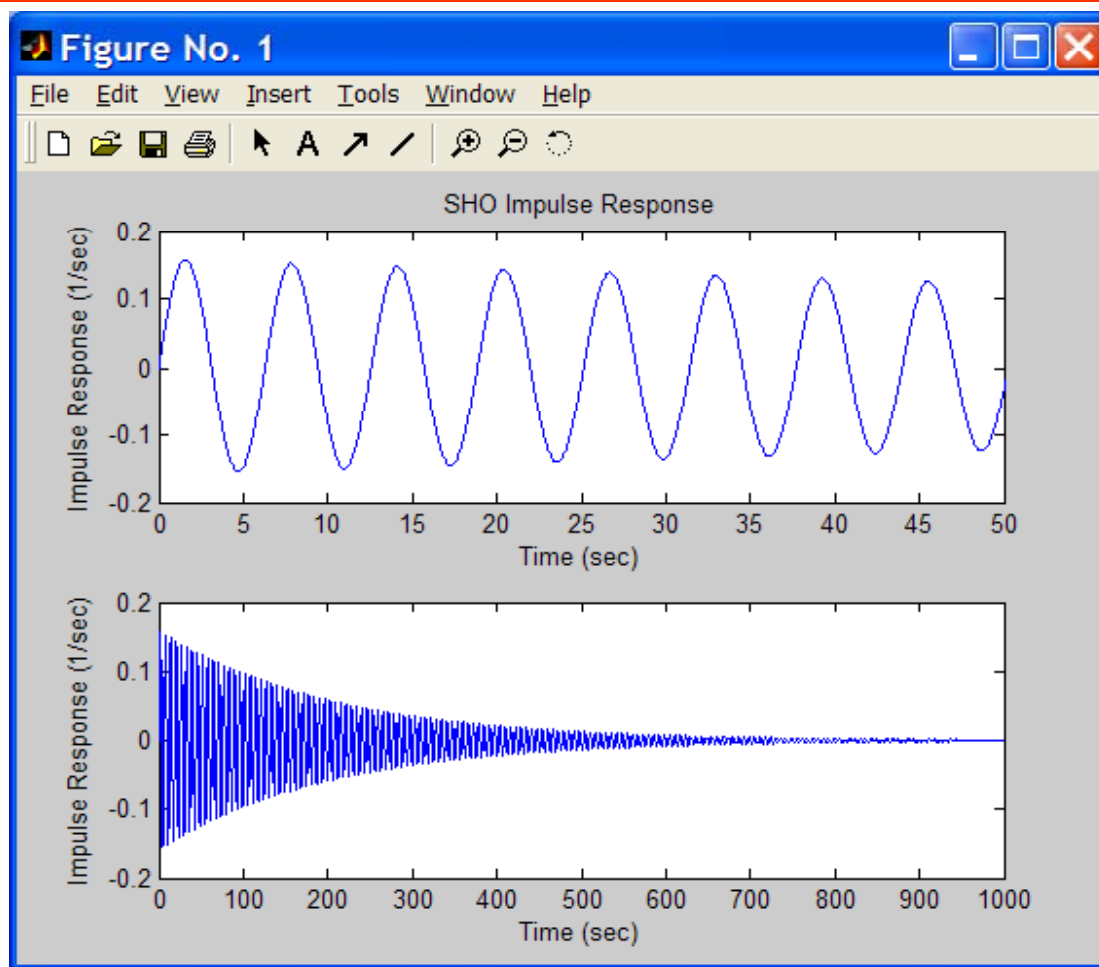 Figure No. 1
File Edit View Insert Tools Window Help
A
SHO Impulse Response
Impulse Response (1/sec)
0.2
0.1
0
-0.1
-0.2
0 5 10 15 20 25 30 35 40 45 50
Time (sec)
Impulse Response (1/sec)
0.2
0.1
0
-0.1
-0.2
0 100 200 300 400 500 600 700 800 900 1000
Time (sec)